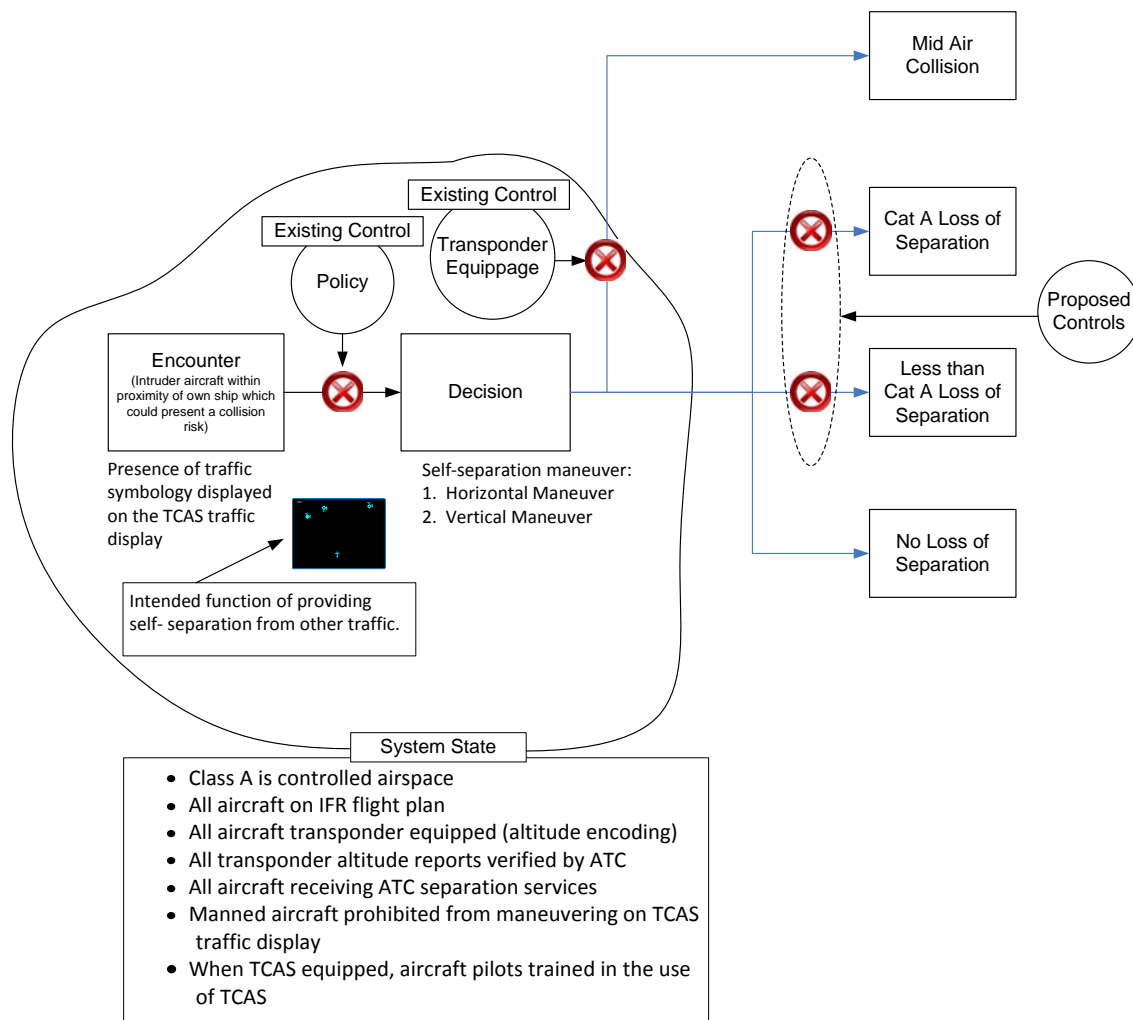 Mid Air
Collision
Existing Control
Transponder
Equippage
Existing Control
Policy
Cat A Loss of
Separation
Proposed
Controls
Encounter
(Intruder aircraft within
proximity of own ship which
could present a collision
risk)
Decision
Less than
Cat A Loss of
Separation
Presence of traffic
symbology displayed
on the TCAS traffic
display
Self-separation maneuver:
1. Horizontal Maneuver
2. Vertical Maneuver
No Loss of
Separation
Intended function of providing
self- separation from other traffic.
System State
• Class A is controlled airspace
• All aircraft on IFR flight plan
• All aircraft transponder equipped (altitude encoding)
• All transponder altitude reports verified by ATC
• All aircraft receiving ATC separation services
• Manned aircraft prohibited from maneuvering on TCAS
traffic display
• When TCAS equipped, aircraft pilots trained in the use
of TCAS